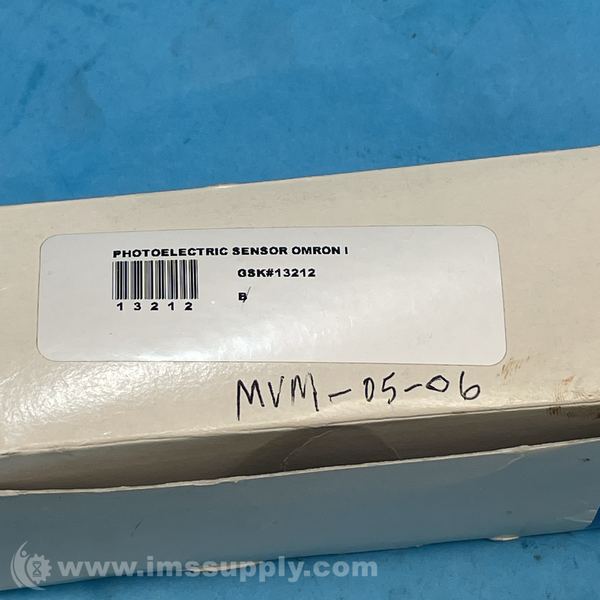 PHOTOELECTRIC SENSOR OMRON I
GSK#13212
13212
B
MVM-05-06
www.imssupply.com